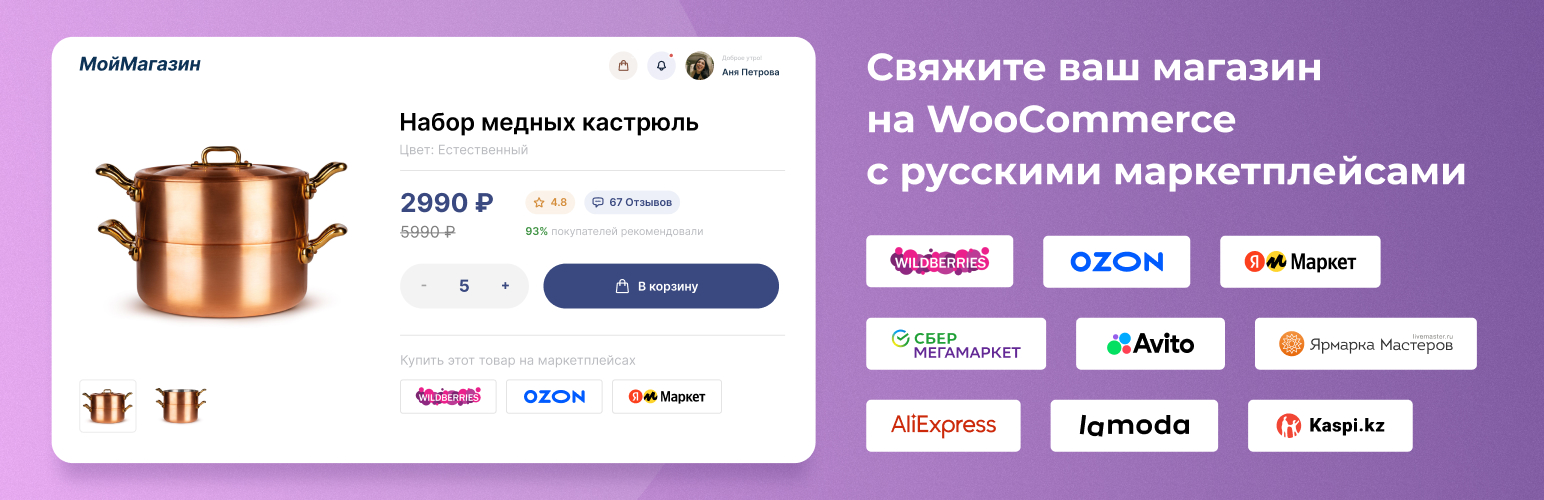 МойМагазин
Доброе утро!
Аня Петрова
Набор медных кастрюль
Цвет: Естественный
2990 ₽
4.8
67 Отзывов
5990 ₽
93% покупателей рекомендовали
- 5 +
В корзину
Купить этот товар на маркетплейсах
WILDBERRIES
OZON
Я М Маркет
Свяжите ваш магазин
на WooCommerce
с русскими маркетплейсами
WILDBERRIES
OZON
Я М Маркет
СБЕР
МЕГАМАРКЕТ
Avito
livemaster.ru
Ярмарка Мастеров
AliExpress
lamoda
Kaspi.kz